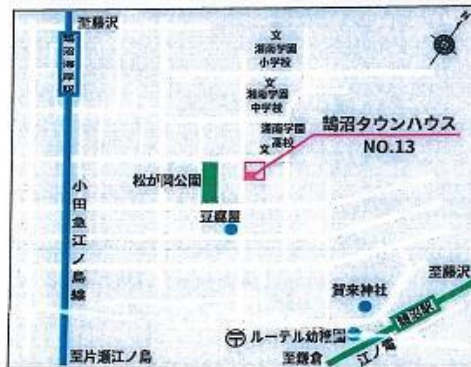 至藤沢
鵠沼海岸駅
小田急江ノ島線
至片瀬江ノ島
文
湘南学園
小学校
文
湘南学園
中学校
湘南学園
高校
文
鵠沼タウンハウス
NO.13
松が岡公園
豆腐屋
賀来神社
至藤沢
鵠沼駅
江ノ電
ルーテル幼稚園
至鎌倉